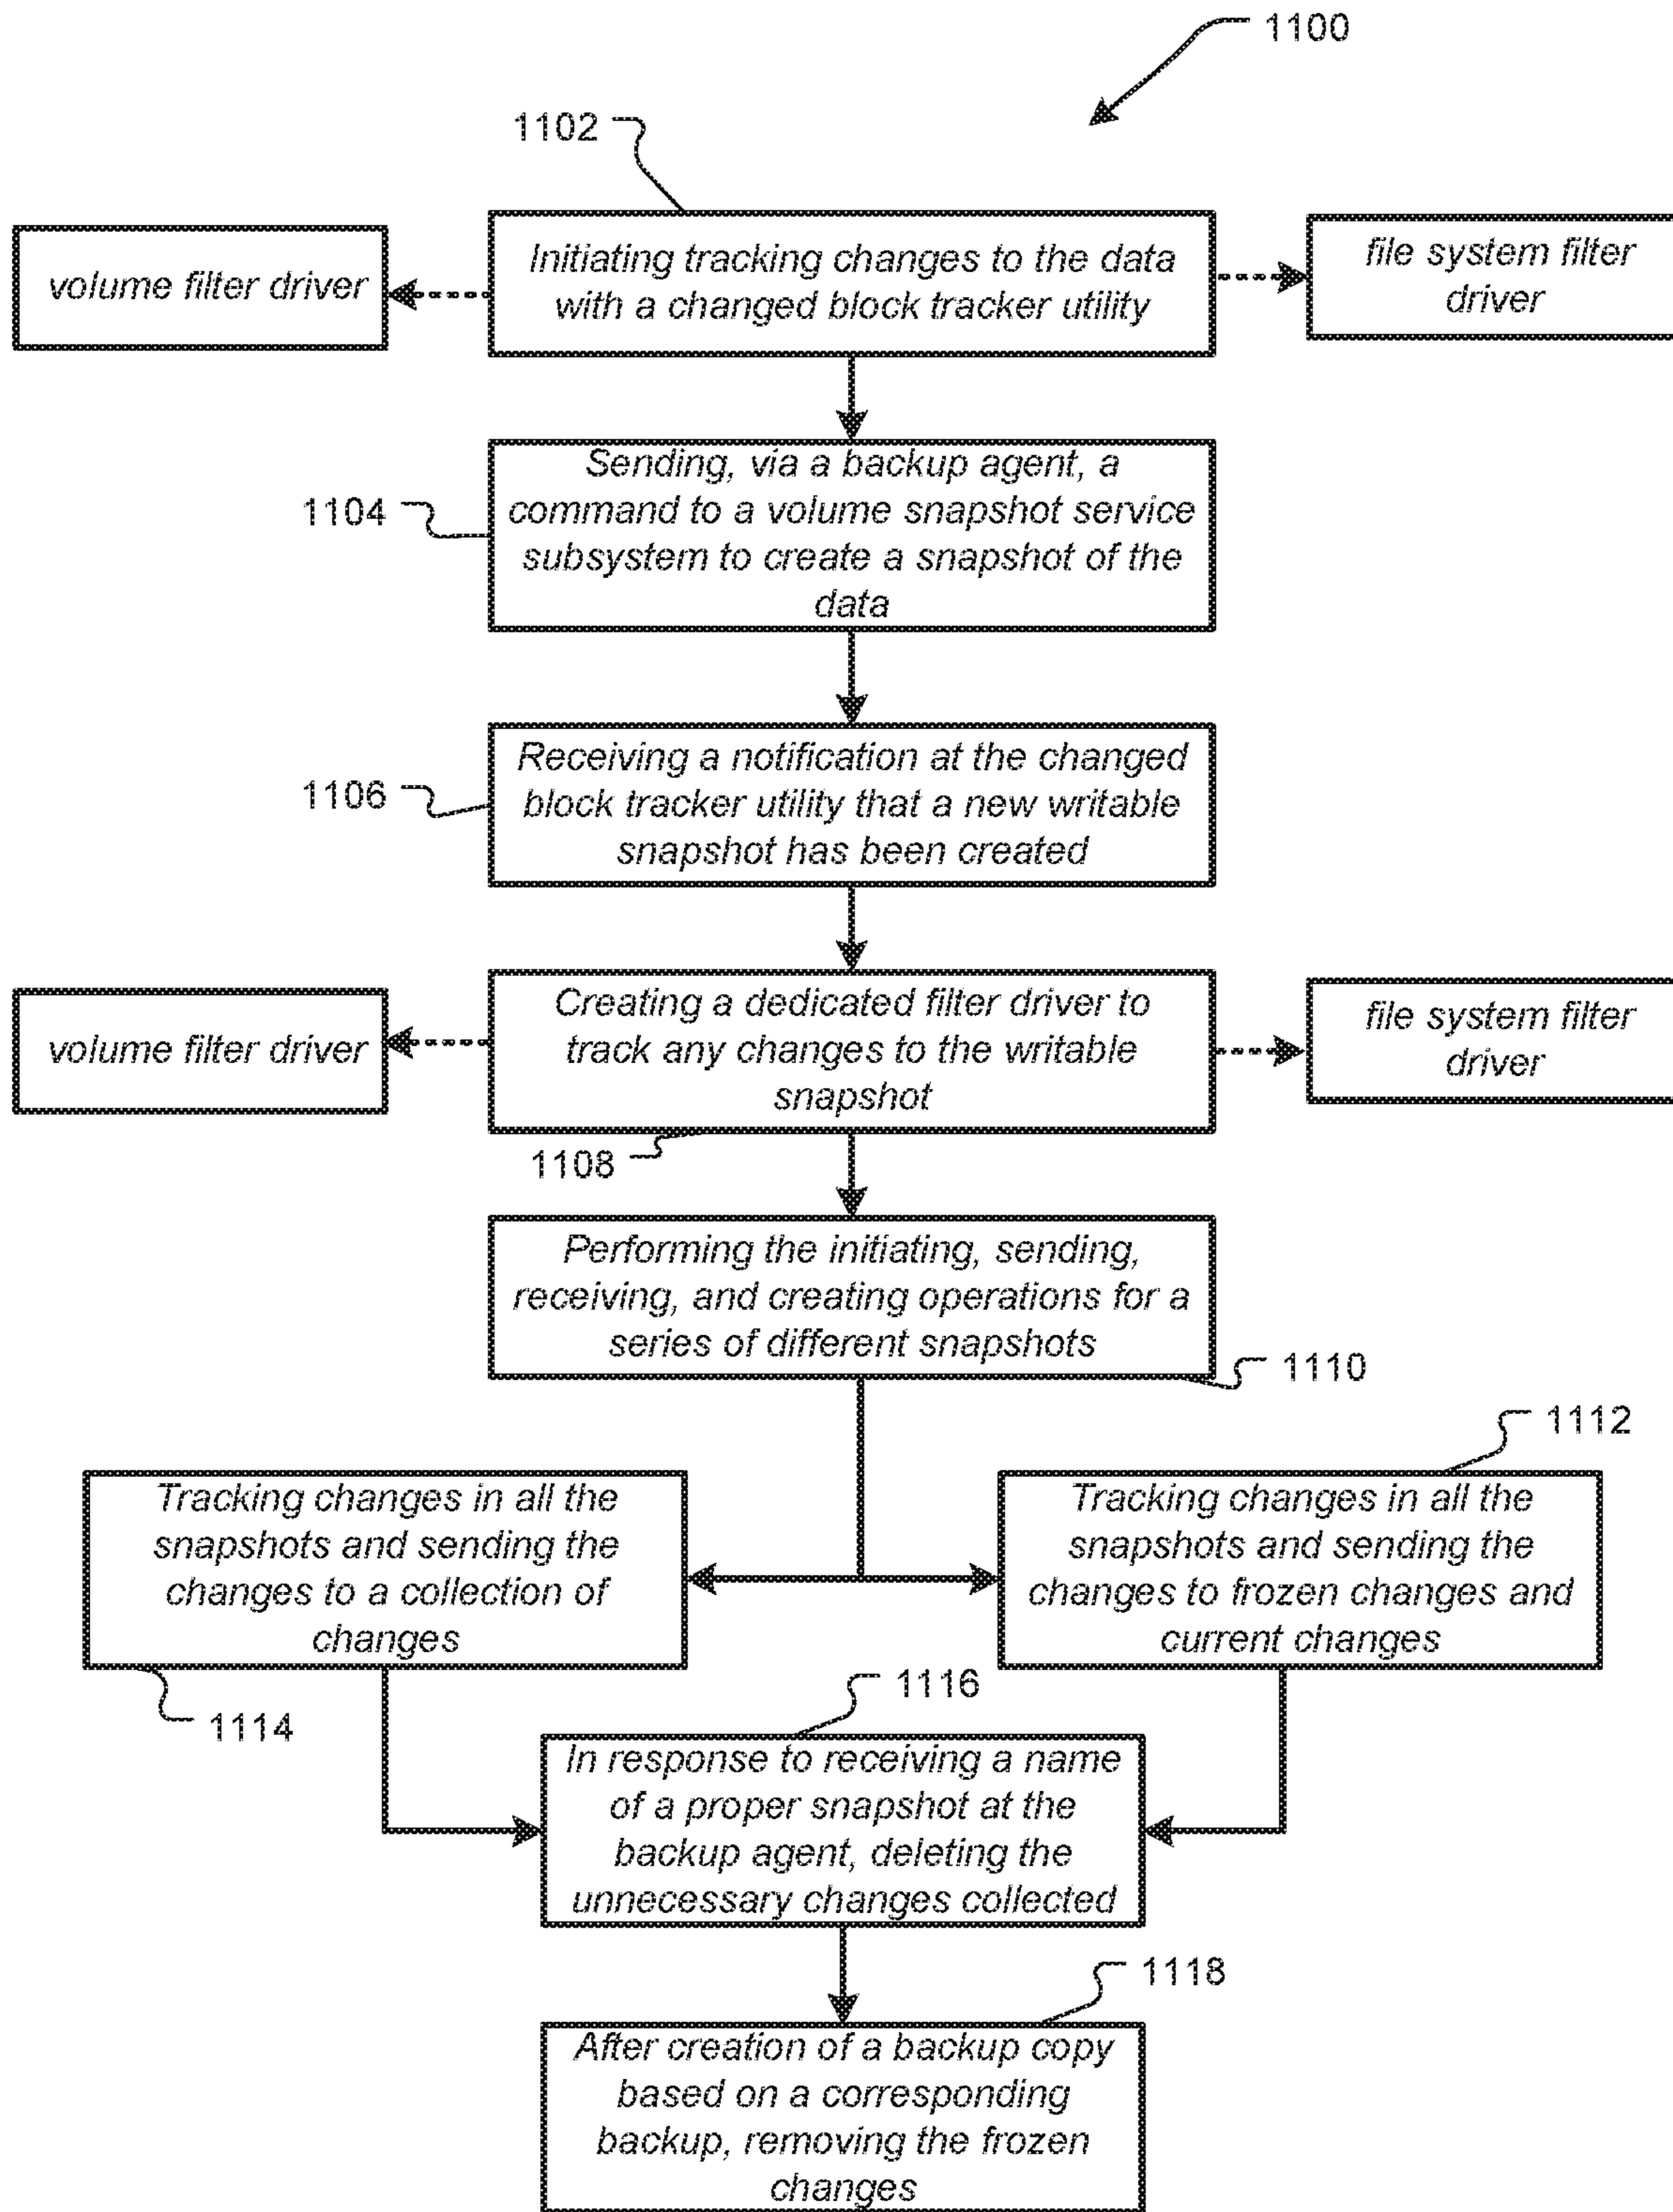 1100
1102
volume filter driver
Initiating tracking changes to the data
with a changed block tracker utility
file system filter
driver
1104
Sending, via a backup agent, a
command to a volume snapshot service
subsystem to create a snapshot of the
data
1106
Receiving a notification at the changed
block tracker utility that a new writable
snapshot has been created
volume filter driver
Creating a dedicated filter driver to
track any changes to the writable
snapshot
file system filter
driver
1108
Performing the initiating, sending,
receiving, and creating operations for a
series of different snapshots
1110
1112
Tracking changes in all the
snapshots and sending the
changes to a collection of
changes
Tracking changes in all the
snapshots and sending the
changes to frozen changes and
current changes
1114
1116
In response to receiving a name
of a proper snapshot at the
backup agent, deleting the
unnecessary changes collected
1118
After creation of a backup copy
based on a corresponding
backup, removing the frozen
changes